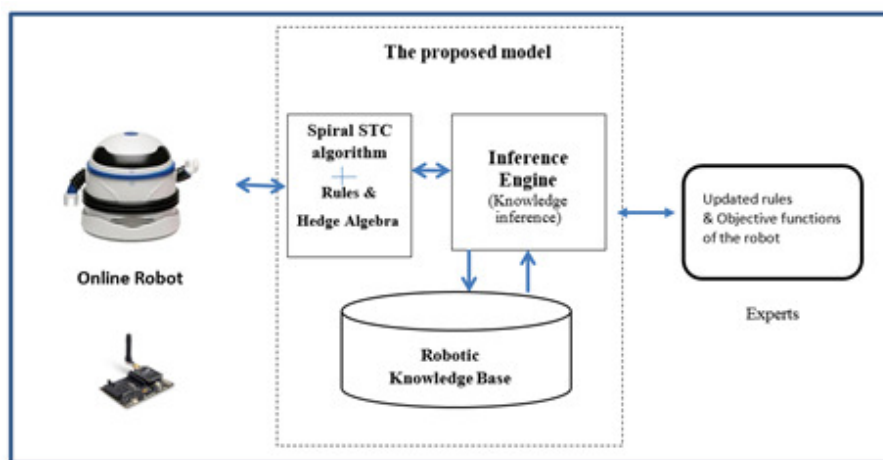 The proposed model
Spiral STC
algorithm
+
Rules &
Hedge Algebra
Inference
Engine
(Knowledge
inference)
Updated rules
& Objective functions
of the robot
Online Robot
Experts
Robotic
Knowledge Base